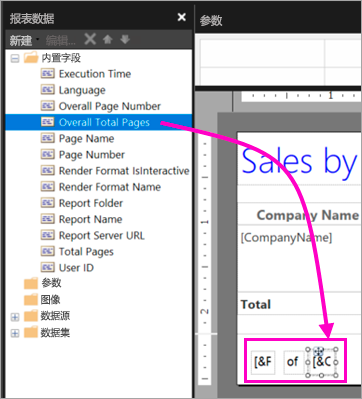 报表数据
新建 编辑...
内置字段
Execution Time
Language
Overall Page Number
Overall Total Pages
Page Name
Page Number
Render Format IsInteractive
Render Format Name
Report Folder
Report Name
Report Server URL
Total Pages
User ID
参数
图像
数据源
数据集
参数
1
Sales by
Company Name
[CompanyName]
1
Total
2
[&F of [&C